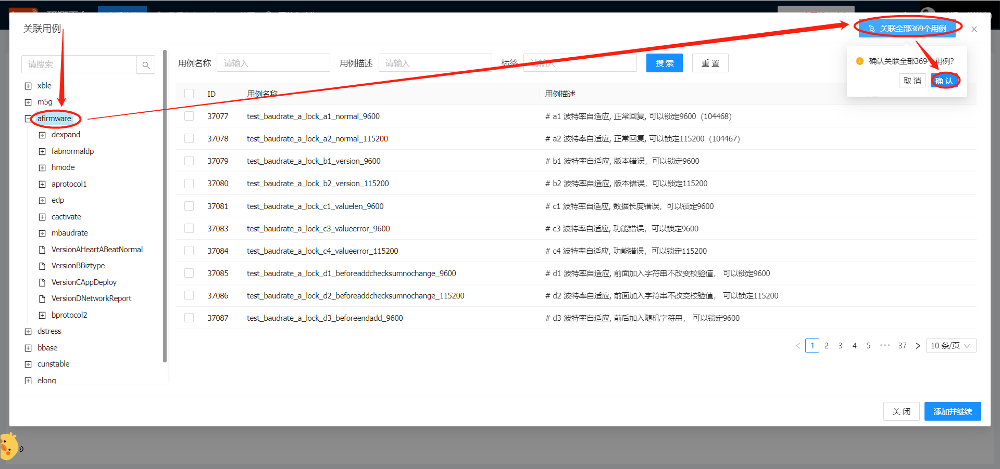 关联用例
关联全部369个用例
请搜索
用例名称
请输入
用例描述
请输入
标签
请输入
搜 索
重 置
确认关联全部369个用例?
取 消
确 认
xble
m5g
afirmware
dexpand
fabnormaldp
hmode
aprotocol1
edp
cactivate
mbaudrate
VersionAHeartABeatNormal
VersionBBiztype
VersionCAppDeploy
VersionDNetworkReport
bprotocol2
dstress
bbase
cunstable
elong
ID 用例名称 用例描述
37077 test_baudrate_a_lock_a1_normal_9600 # a1 波特率自适应, 正常回复, 可以锁定9600（104468）
37078 test_baudrate_a_lock_a2_normal_115200 # a2 波特率自适应, 正常回复, 可以锁定115200（104467）
37079 test_baudrate_a_lock_b1_version_9600 # b1 波特率自适应, 版本错误，可以锁定9600
37080 test_baudrate_a_lock_b2_version_115200 # b2 波特率自适应, 版本错误，可以锁定115200
37081 test_baudrate_a_lock_c1_valuelen_9600 # c1 波特率自适应, 数据长度错误，可以锁定9600
37083 test_baudrate_a_lock_c3_valueerror_9600 # c3 波特率自适应, 功能错误，可以锁定9600
37084 test_baudrate_a_lock_c4_valueerror_115200 # c4 波特率自适应, 功能错误，可以锁定115200
37085 test_baudrate_a_lock_d1_beforeaddchecksumnochange_9600 # d1 波特率自适应, 前面加入字符串不改变校验值， 可以锁定9600
37086 test_baudrate_a_lock_d2_beforeaddchecksumnochange_115200 # d2 波特率自适应, 前面加入字符串不改变校验值， 可以锁定115200
37087 test_baudrate_a_lock_d3_beforeendadd_9600 # d3 波特率自适应, 前后加入随机字符串， 可以锁定9600
1 2 3 4 5 ••• 37 10 条/页
关 闭
添加并继续